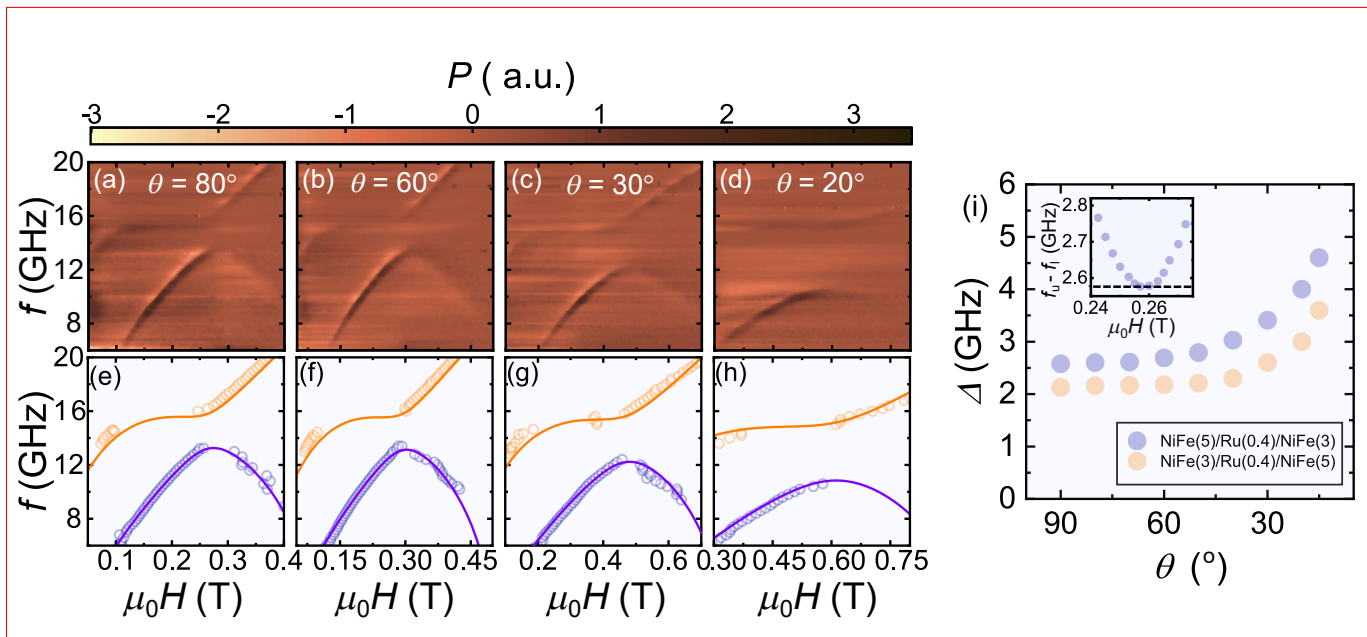 P ( a.u.)
-3 -2 -1 0 1 2 3
20 16 12 8
f (GHz)
(a) θ = 80°
(b) θ = 60°
(c) θ = 30°
(d) θ = 20°
20 16 12 8
f (GHz)
(e)
(f)
(g)
(h)
0.1 0.2 0.3 0.4
0.15 0.30 0.45
0.2 0.4 0.6
0.30 0.45 0.60 0.75
μ₀H (T)
μ₀H (T)
μ₀H (T)
μ₀H (T)
(i)
6 5 4 3 2 1 0
Δ (GHz)
2.8 2.7 2.6
fᵤ - fₗ (GHz)
0.24 0.26
μ₀H (T)
NiFe(5)/Ru(0.4)/NiFe(3)
NiFe(3)/Ru(0.4)/NiFe(5)
90 60 30
θ (°)